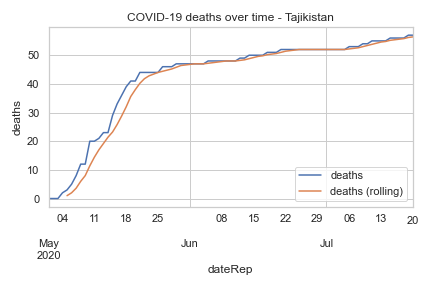 COVID-19 deaths over time - Tajikistan
deaths
50
40
30
20
10
0
deaths
deaths (rolling)
04 11 18 25 08 15 22 29 06 13 20
May Jun Jul
2020
dateRep